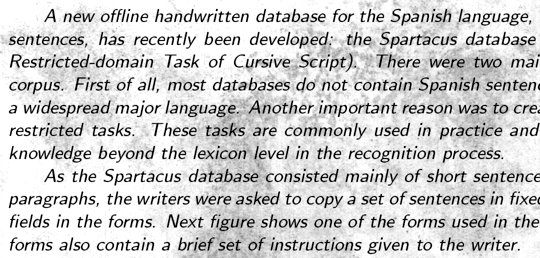 A new offline handwritten database for the Spanish language,
sentences, has recently been developed: the Spartacus database
Restricted-domain Task of Cursive Script). There were two mai
corpus. First of all, most databases do not contain Spanish sentenc
a widespread major language. Another important reason was to crea
restricted tasks. These tasks are commonly used in practice and
knowledge beyond the lexicon level in the recognition process.
As the Spartacus database consisted mainly of short sentence
paragraphs, the writers were asked to copy a set of sentences in fixed
fields in the forms. Next figure shows one of the forms used in the
forms also contain a brief set of instructions given to the writer.